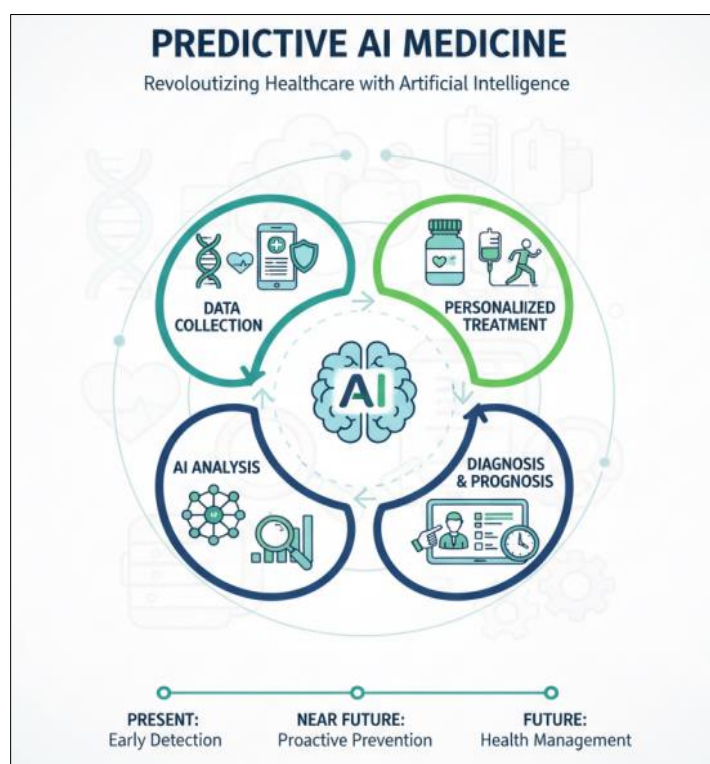 PREDICTIVE AI MEDICINE
Revoloutizing Healthcare with Artificial Intelligence
DATA
COLLECTION
PERSONALIIZED
TREATMENT
AI
AI ANALYSIS
DIAGNOSIS
& PROGNOSIS
PRESENT:
Early Detection
NEAR FUTURE:
Proactive Prevention
FUTURE:
Health Management